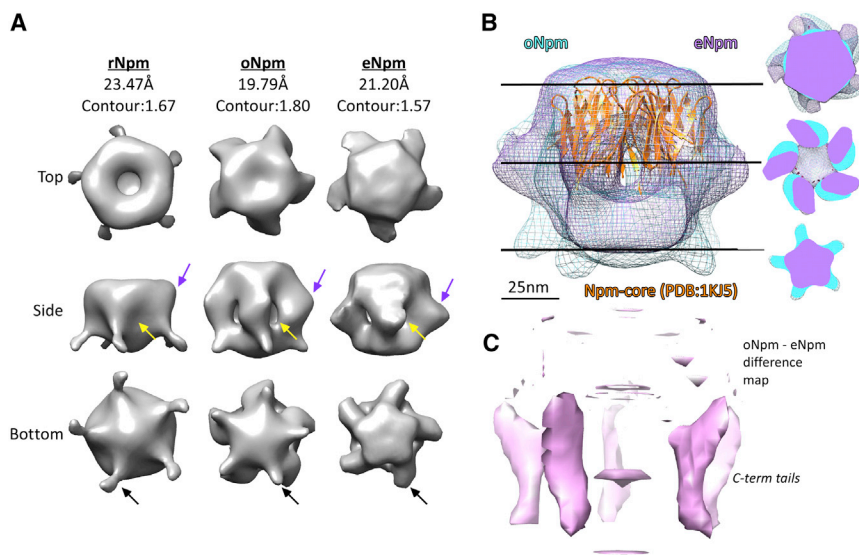 A
rNpm
23.47Å
Contour:1.67
oNpm
19.79Å
Contour:1.80
eNpm
21.20Å
Contour:1.57
Top
Side
Bottom
B
oNpm
eNpm
25nm
Npm-core (PDB:1KJ5)
C
oNpm - eNpm
difference
map
C-term tails